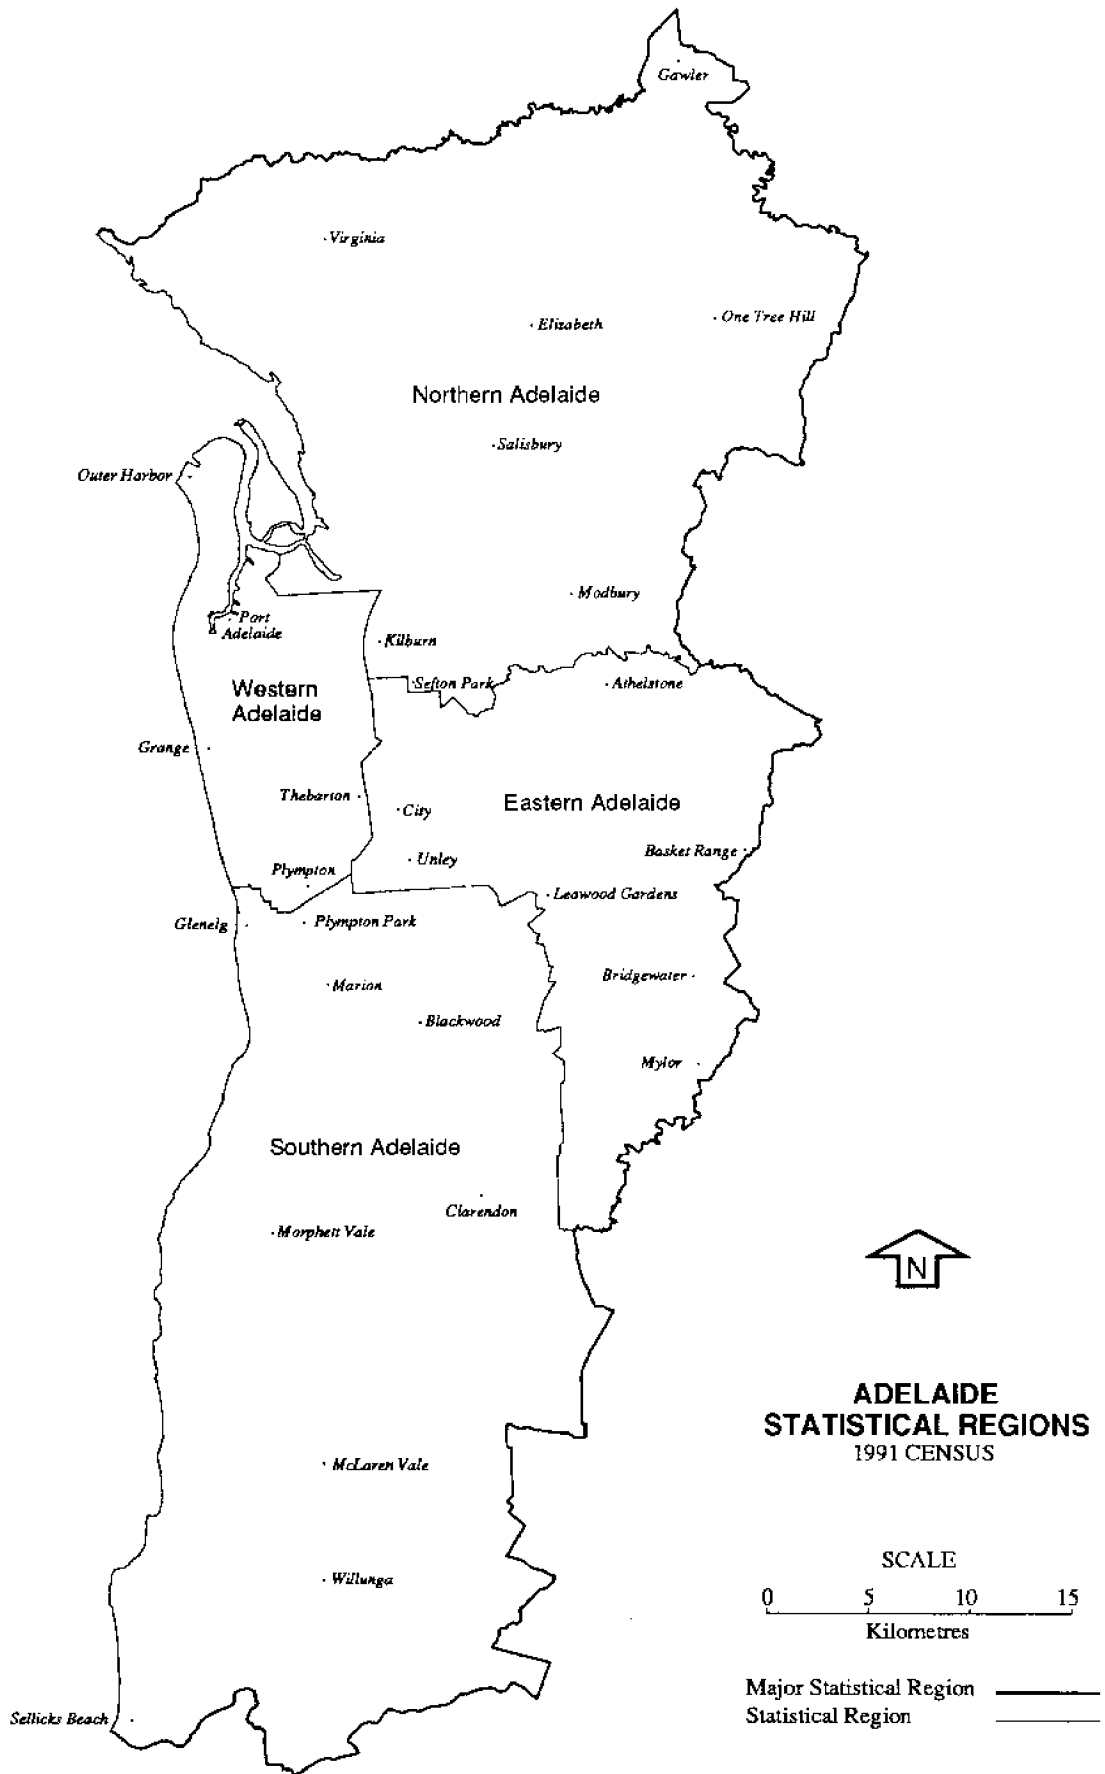 Gawler
Virginia
Elizabeth
One Tree Hill
Northern Adelaide
Salisbury
Outer Harbor
Modbury
Port
Adelaide
Kilburn
Western
Adelaide
Sefton Park
Athelstone
Grange
Thebarton
City
Eastern Adelaide
Unley
Basket Range
Plympton
Leawood Gardens
Glenelg
Plympton Park
Marion
Bridgewater
Blackwood
Mylor
Southern Adelaide
Clarendon
Morphett Vale
N
ADELAIDE
STATISTICAL REGIONS
1991 CENSUS
McLaren Vale
Willunga
SCALE
0 5 10 15
Kilometres
Major Statistical Region
Statistical Region
Sellicks Beach